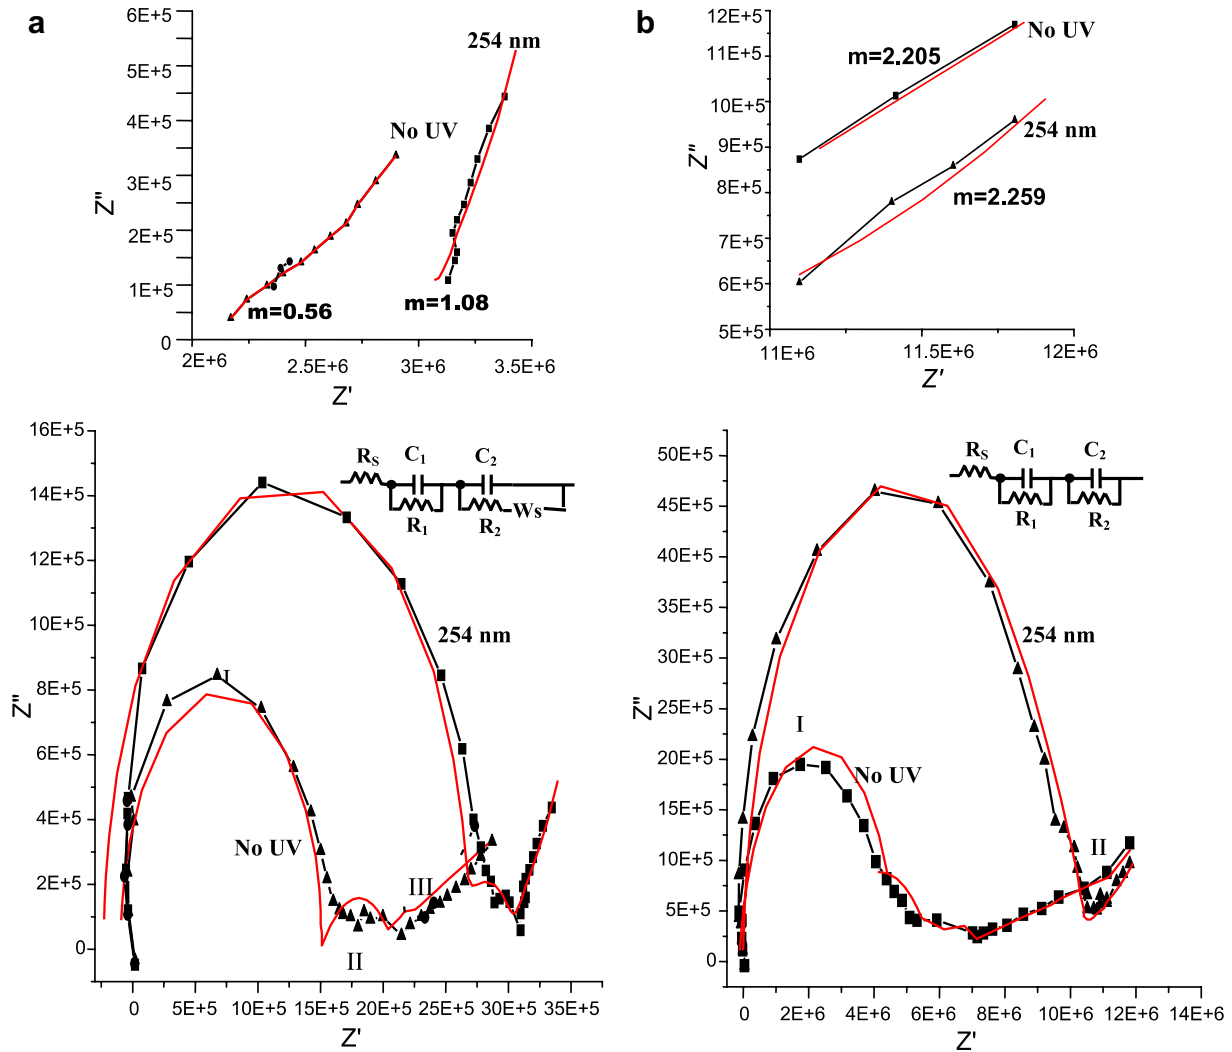 a
6E+5
5E+5
4E+5
3E+5
2E+5
1E+5
0
Z"
254 nm
No UV
m=0.56
m=1.08
2E+6 2.5E+6 3E+6 3.5E+6
Z'
b
12E+5
11E+5
10E+5
9E+5
8E+5
7E+5
6E+5
5E+5
Z"
No UV
m=2.205
254 nm
m=2.259
11E+6 11.5E+6 12E+6
Z'
16E+5
14E+5
12E+5
10E+5
8E+5
6E+5
4E+5
2E+5
0
Z"
RS C1 C2
R1 R2 Ws
254 nm
I
No UV
III
II
0 5E+5 10E+5 15E+5 20E+5 25E+5 30E+5 35E+5
Z'
50E+5
45E+5
40E+5
35E+5
30E+5
25E+5
20E+5
15E+5
10E+5
50E+5
0
Z"
RS C1 C2
R1 R2
254 nm
I
No UV
II
0 2E+6 4E+6 6E+6 8E+6 10E+6 12E+6 14E+6
Z'